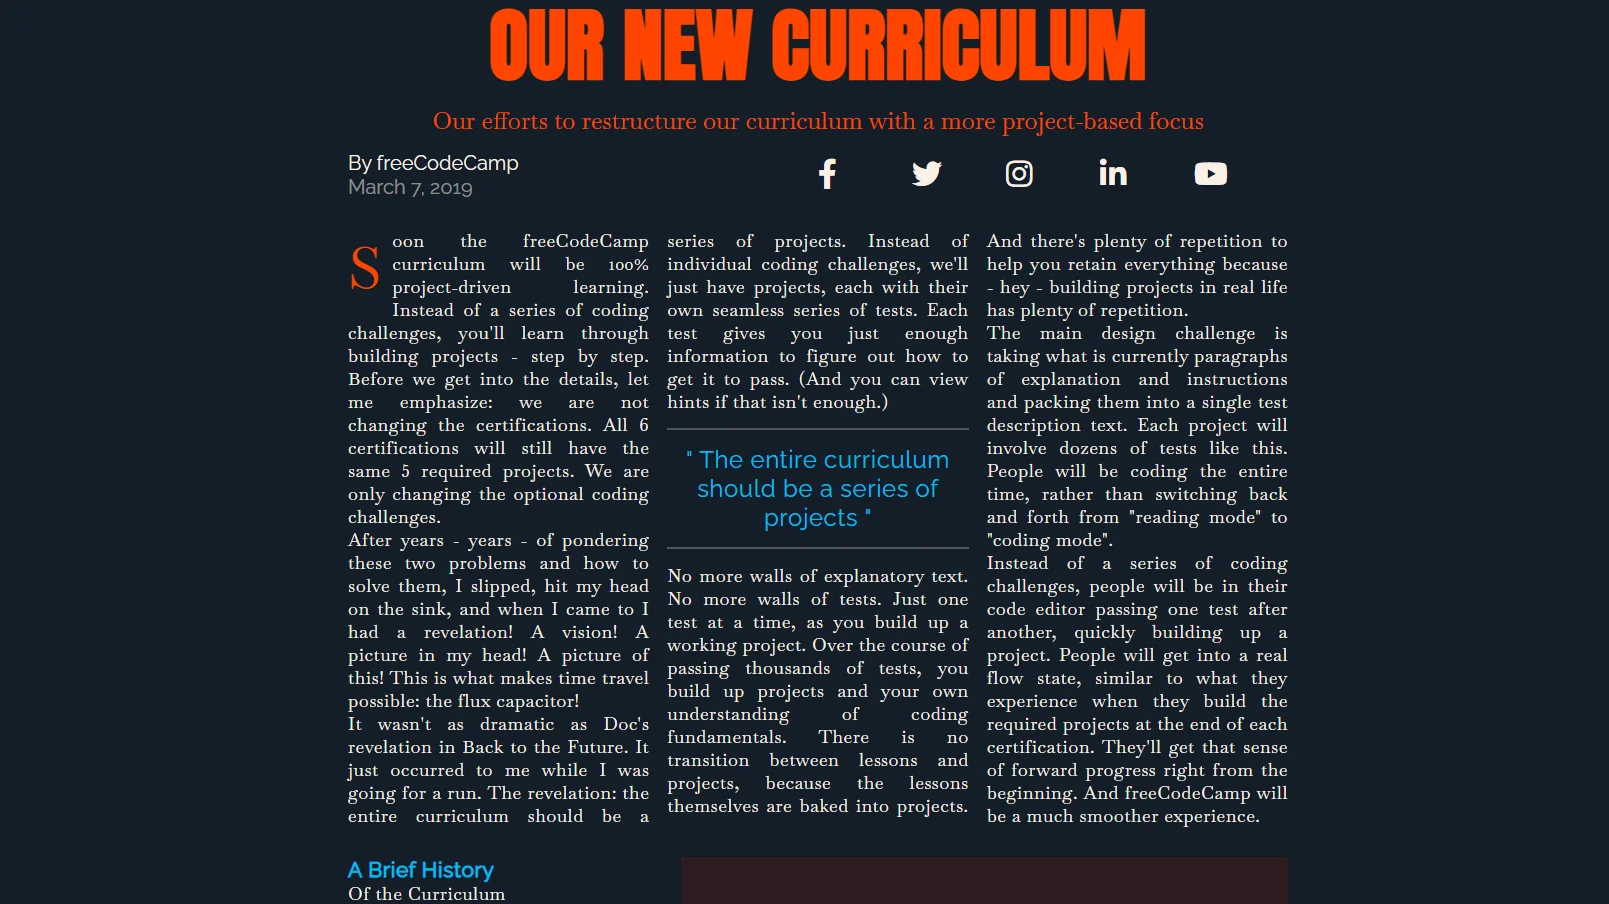 OUR NEW CURRICULUM
Our efforts to restructure our curriculum with a more project-based focus
By freeCodeCamp
March 7, 2019
Soon the freeCodeCamp
curriculum will be 100%
project-driven learning.
Instead of a series of coding
challenges, you'll learn through
building projects - step by step.
Before we get into the details, let
me emphasize: we are not
changing the certifications. All 6
certifications will still have the
same 5 required projects. We are
only changing the optional coding
challenges.
After years - years - of pondering
these two problems and how to
solve them, I slipped, hit my head
on the sink, and when I came to I
had a revelation! A vision! A
picture in my head! A picture of
this! This is what makes time travel
possible: the flux capacitor!
It wasn't as dramatic as Doc's
revelation in Back to the Future. It
just occurred to me while I was
going for a run. The revelation: the
entire curriculum should be a
series of projects. Instead of
individual coding challenges, we'll
just have projects, each with their
own seamless series of tests. Each
test gives you just enough
information to figure out how to
get it to pass. (And you can view
hints if that isn't enough.)
" The entire curriculum
should be a series of
projects "
No more walls of explanatory text.
No more walls of tests. Just one
test at a time, as you build up a
working project. Over the course of
passing thousands of tests, you
build up projects and your own
understanding of coding
fundamentals. There is no
transition between lessons and
projects, because the lessons
themselves are baked into projects.
And there's plenty of repetition to
help you retain everything because
- hey - building projects in real life
has plenty of repetition.
The main design challenge is
taking what is currently paragraphs
of explanation and instructions
and packing them into a single test
description text. Each project will
involve dozens of tests like this.
People will be coding the entire
time, rather than switching back
and forth from "reading mode" to
"coding mode".
Instead of a series of coding
challenges, people will be in their
code editor passing one test after
another, quickly building up a
project. People will get into a real
flow state, similar to what they
experience when they build the
required projects at the end of each
certification. They'll get that sense
of forward progress right from the
beginning. And freeCodeCamp will
be a much smoother experience.
A Brief History
Of the Curriculum